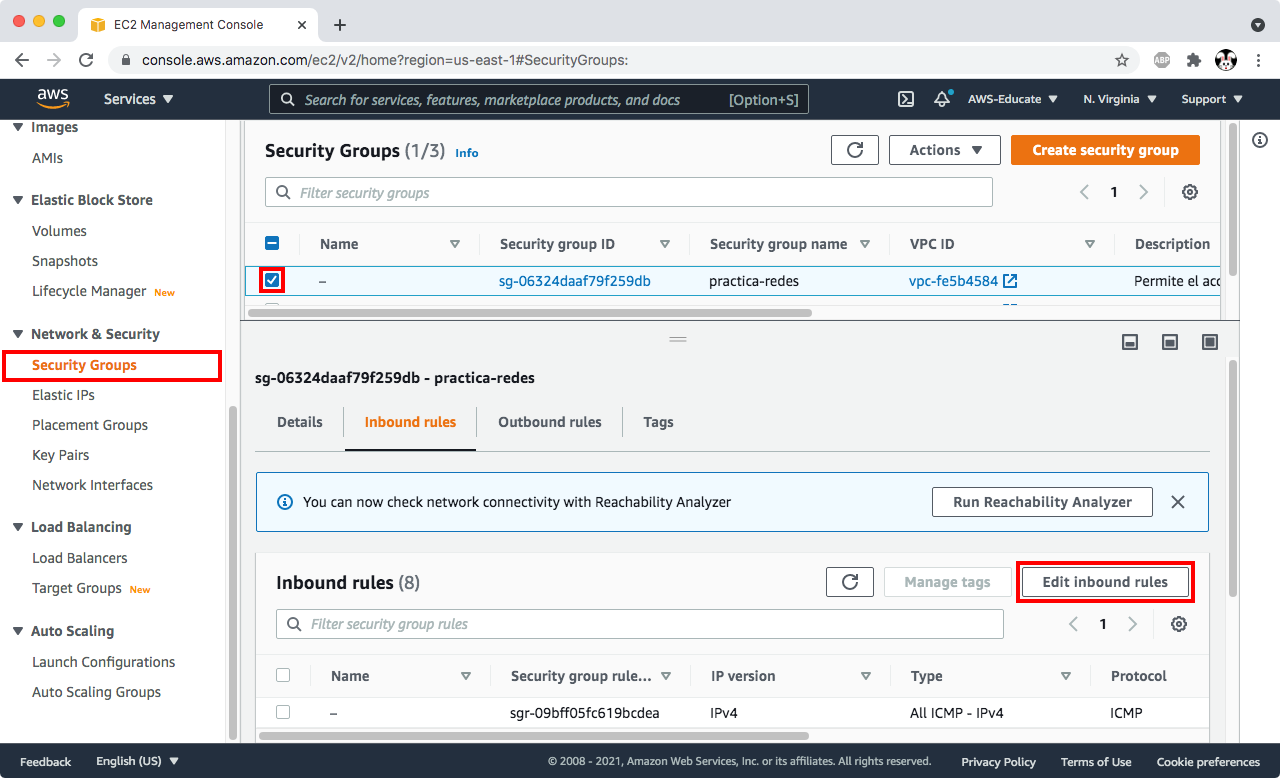 EC2 Management Console
console.aws.amazon.com/ec2/v2/home?region=us-east-1#SecurityGroups:
ABP
aws
Services
Search for services, features, marketplace products, and docs
[Option+S]
AWS-Educate
N. Virginia
Support
Images
AMIs
Elastic Block Store
Volumes
Snapshots
Lifecycle Manager New
Network & Security
Security Groups
Elastic IPs
Placement Groups
Key Pairs
Network Interfaces
Load Balancing
Load Balancers
Target Groups New
Auto Scaling
Launch Configurations
Auto Scaling Groups
Security Groups (1/3) Info
Actions
Create security group
Filter security groups
1
Name Security group ID Security group name VPC ID Description
– sg-06324daaf79f259db practica-redes vpc-fe5b4584 Permite el acc
sg-06324daaf79f259db - practica-redes
Details Inbound rules Outbound rules Tags
You can now check network connectivity with Reachability Analyzer
Run Reachability Analyzer
Inbound rules (8)
Manage tags
Edit inbound rules
Filter security group rules
1
Name Security group rule... IP version Type Protocol
– sgr-09bff05fc619bcdea IPv4 All ICMP - IPv4 ICMP
Feedback English (US) © 2008 - 2021, Amazon Web Services, Inc. or its affiliates. All rights reserved. Privacy Policy Terms of Use Cookie preferences